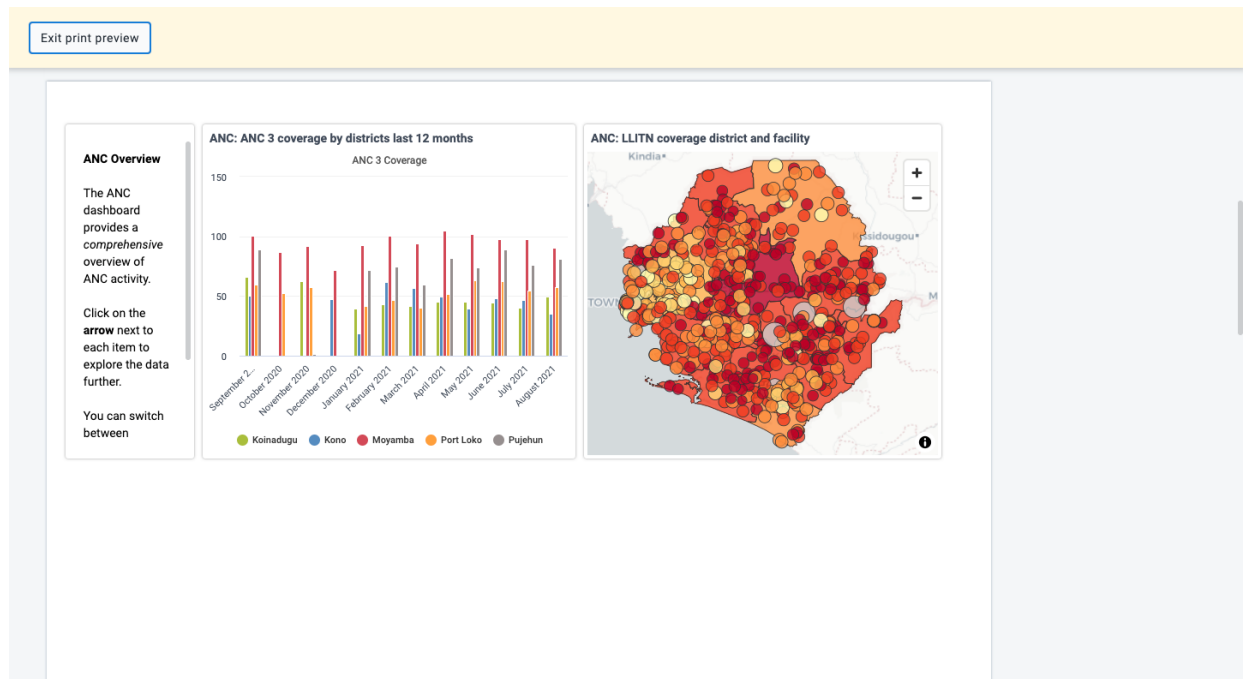 Exit print preview
ANC Overview
The ANC
dashboard
provides a
comprehensive
overview of
ANC activity.
Click on the
arrow next to
each item to
explore the data
further.
You can switch
between
ANC: ANC 3 coverage by districts last 12 months
ANC 3 Coverage
150
100
50
0
September 2...
October 2020
November 2020
December 2020
January 2021
February 2021
March 2021
April 2021
May 2021
June 2021
July 2021
August 2021
Koinadugu
Kono
Moyamba
Port Loko
Pujehun
ANC: LLITN coverage district and facility
Kindia
+
−
ssidougou
TOWN
M
i